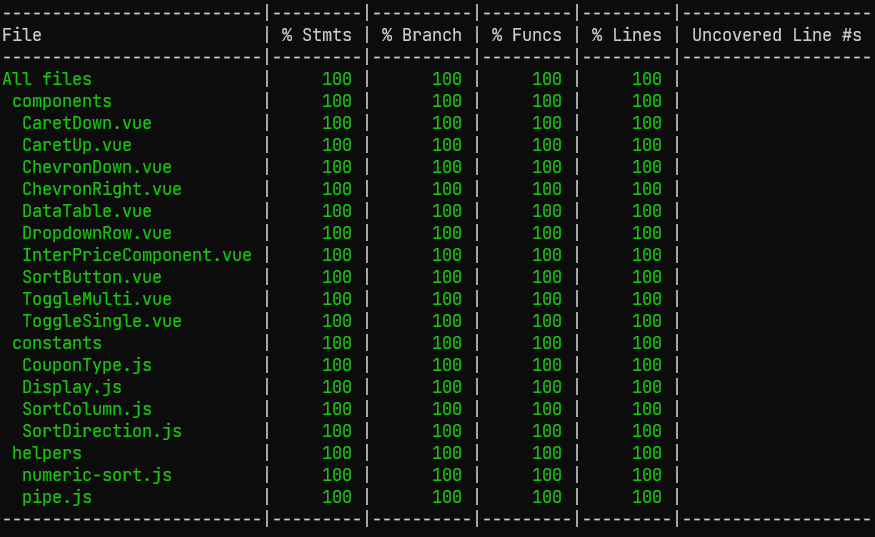 --------------------------|---------|----------|---------|---------|-------------------
File                      | % Stmts | % Branch | % Funcs | % Lines | Uncovered Line #s
--------------------------|---------|----------|---------|---------|-------------------
All files                 |     100 |      100 |     100 |     100 |
 components               |     100 |      100 |     100 |     100 |
  CaretDown.vue           |     100 |      100 |     100 |     100 |
  CaretUp.vue             |     100 |      100 |     100 |     100 |
  ChevronDown.vue         |     100 |      100 |     100 |     100 |
  ChevronRight.vue        |     100 |      100 |     100 |     100 |
  DataTable.vue           |     100 |      100 |     100 |     100 |
  DropdownRow.vue         |     100 |      100 |     100 |     100 |
  InterPriceComponent.vue |     100 |      100 |     100 |     100 |
  SortButton.vue          |     100 |      100 |     100 |     100 |
  ToggleMulti.vue         |     100 |      100 |     100 |     100 |
  ToggleSingle.vue        |     100 |      100 |     100 |     100 |
 constants                |     100 |      100 |     100 |     100 |
  CouponType.js           |     100 |      100 |     100 |     100 |
  Display.js              |     100 |      100 |     100 |     100 |
  SortColumn.js           |     100 |      100 |     100 |     100 |
  SortDirection.js        |     100 |      100 |     100 |     100 |
 helpers                  |     100 |      100 |     100 |     100 |
  numeric-sort.js         |     100 |      100 |     100 |     100 |
  pipe.js                 |     100 |      100 |     100 |     100 |
--------------------------|---------|----------|---------|---------|-------------------